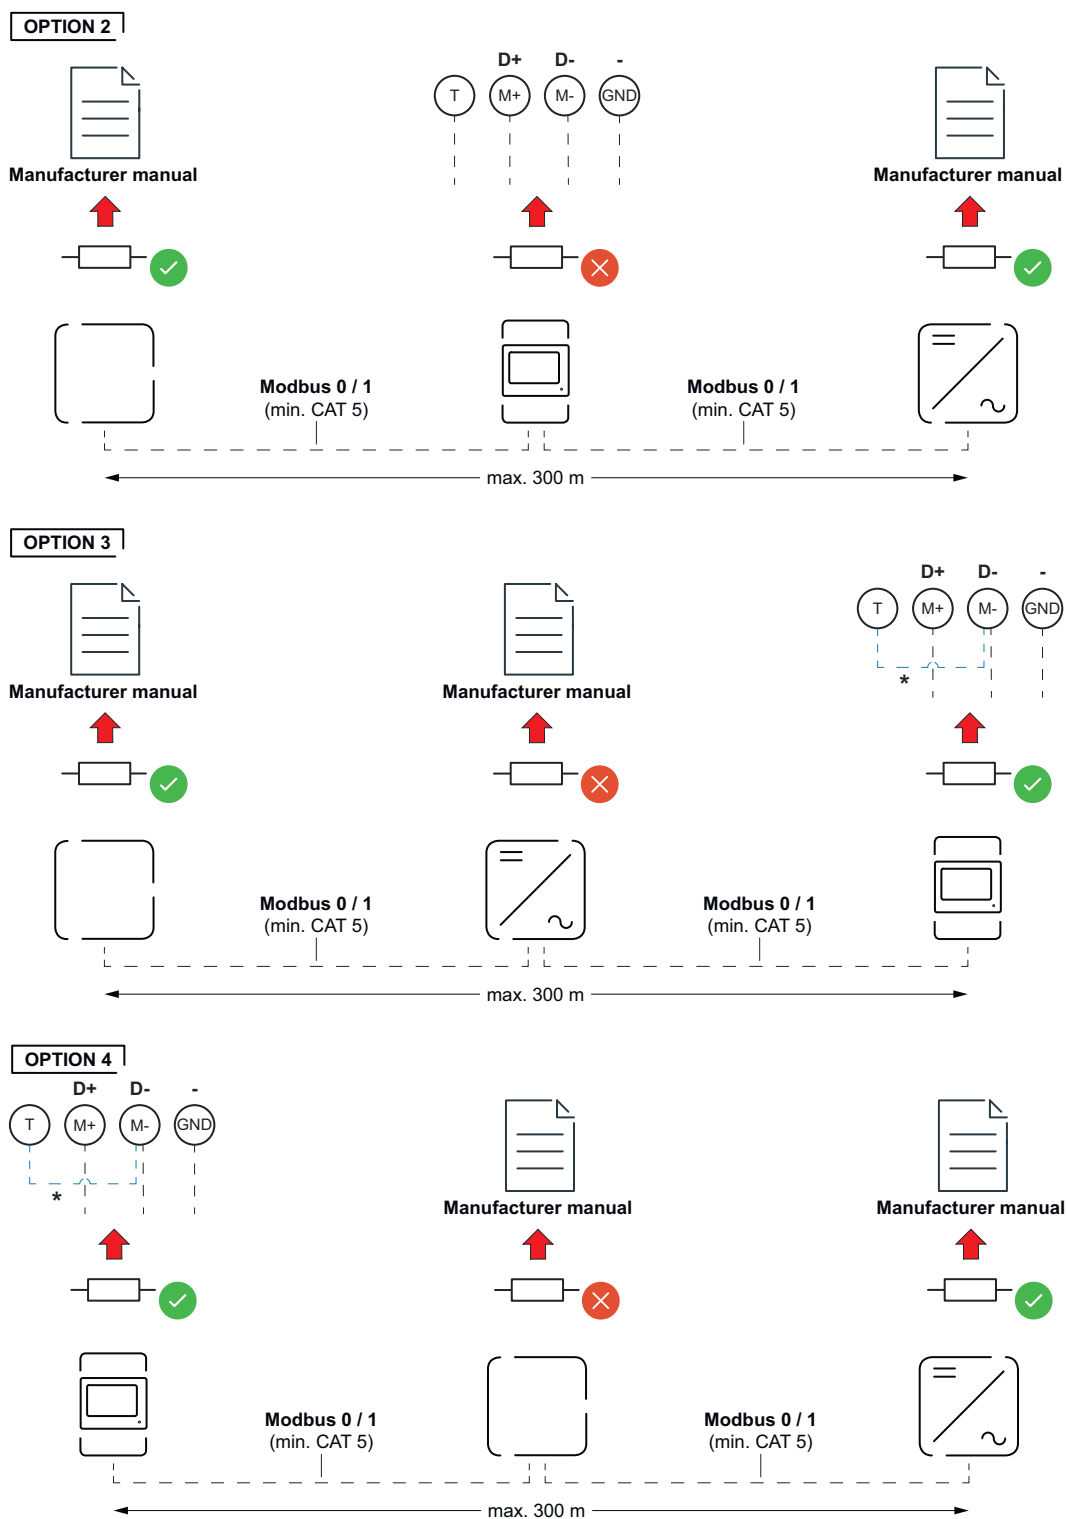 OPTION 2
D+ D- -
T M+ M- GND
Manufacturer manual Manufacturer manual
Modbus 0 / 1 Modbus 0 / 1
(min. CAT 5) (min. CAT 5)
max. 300 m
OPTION 3
D+ D- -
T M+ M- GND
*
Manufacturer manual Manufacturer manual
Modbus 0 / 1 Modbus 0 / 1
(min. CAT 5) (min. CAT 5)
max. 300 m
OPTION 4
D+ D- -
T M+ M- GND
*
Manufacturer manual Manufacturer manual
Modbus 0 / 1 Modbus 0 / 1
(min. CAT 5) (min. CAT 5)
max. 300 m